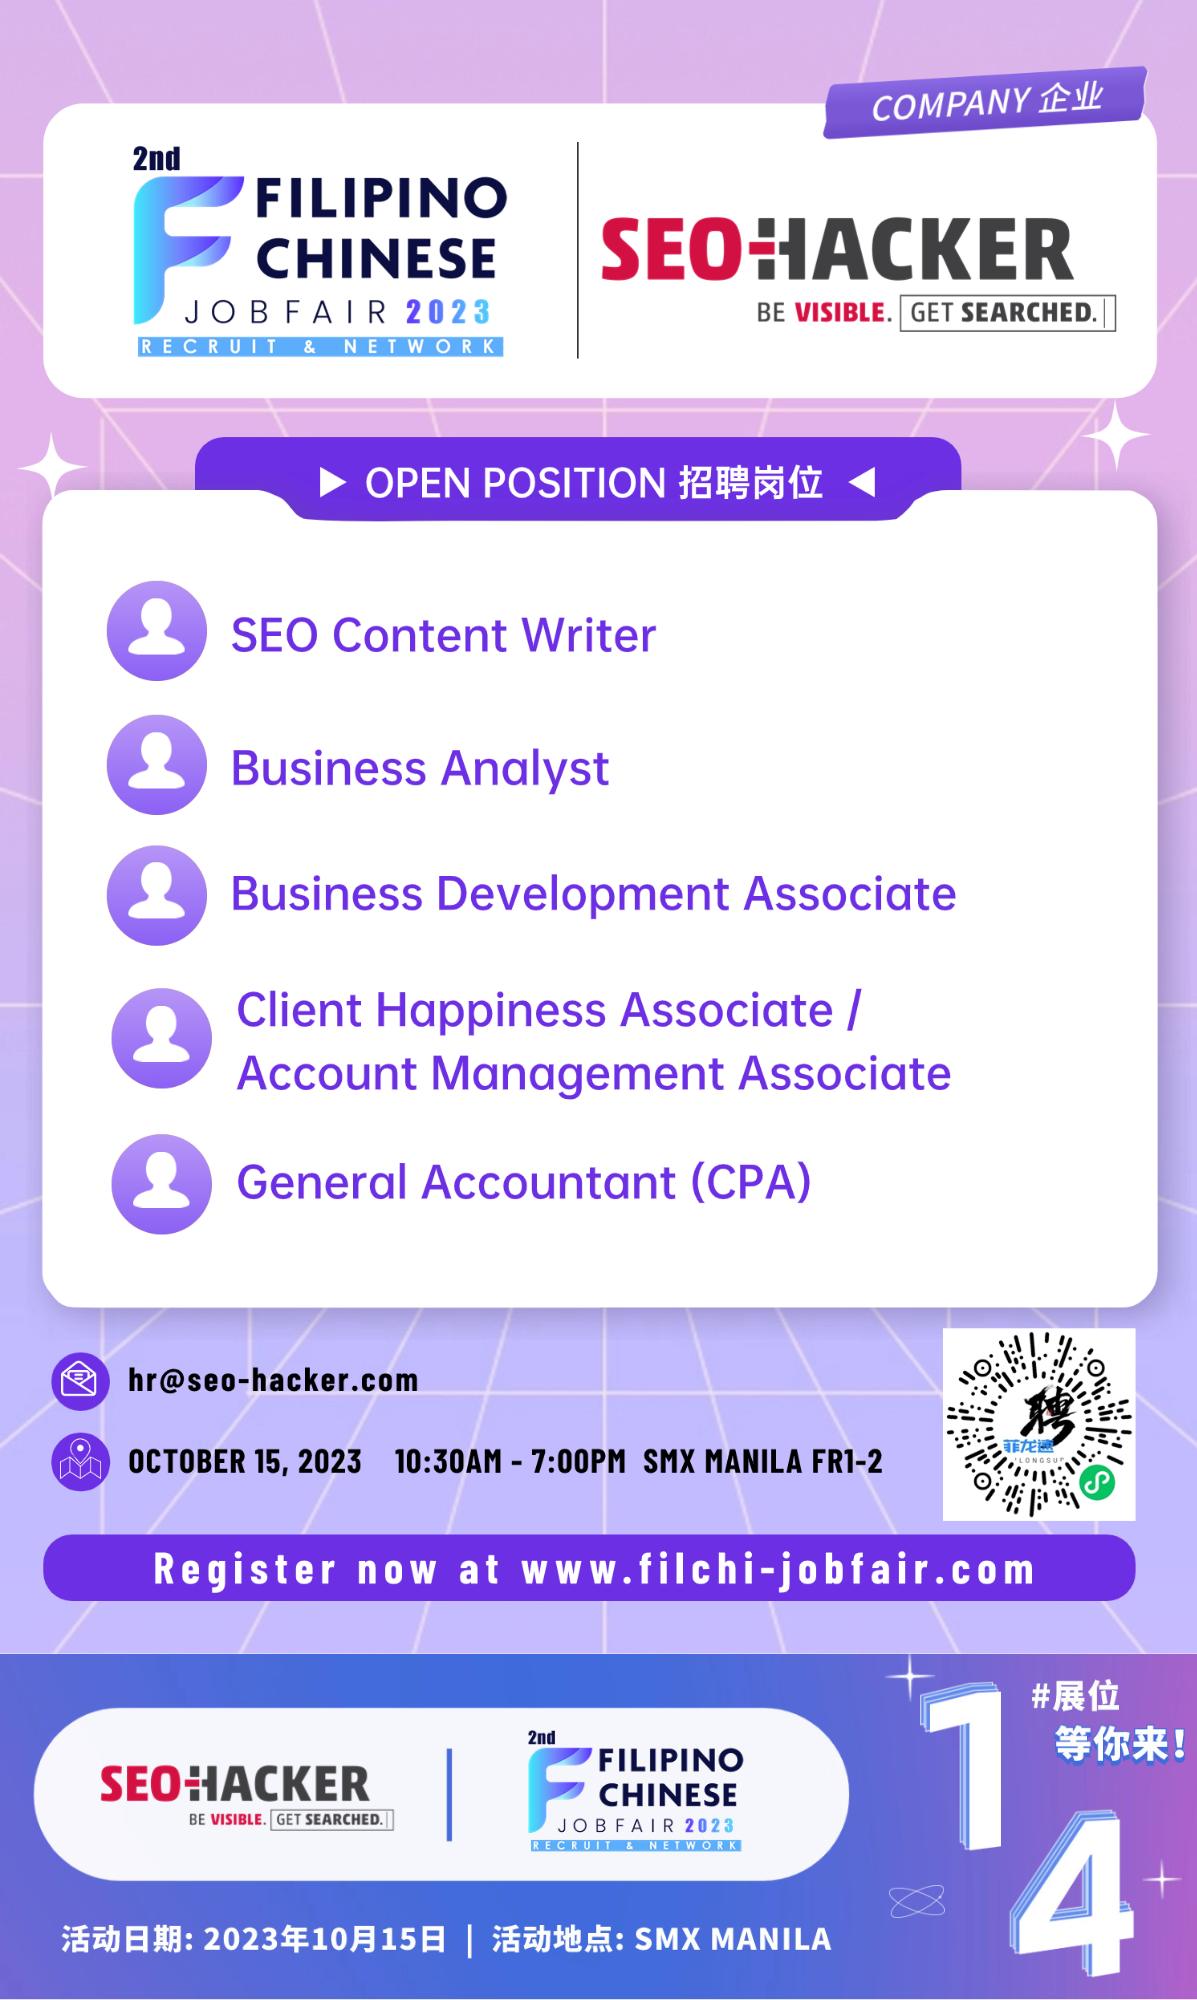 COMPANY 企业
2nd
FILIPINO
CHINESE
JOBFAIR 2023
RECRUIT & NETWORK
SEO-HACKER
BE VISIBLE. GET SEARCHED.
OPEN POSITION 招聘岗位
SEO Content Writer
Business Analyst
Business Development Associate
Client Happiness Associate /
Account Management Associate
General Accountant (CPA)
hr@seo-hacker.com
OCTOBER 15, 2023 10:30AM - 7:00PM SMX MANILA FR1-2
聘
菲龙速
Register now at www.filchi-jobfair.com
SEO-HACKER
BE VISIBLE. GET SEARCHED.
2nd
FILIPINO
CHINESE
JOBFAIR 2023
RECRUIT & NETWORK
#展位
等你来!
14
活动日期: 2023年10月15日 | 活动地点: SMX MANILA